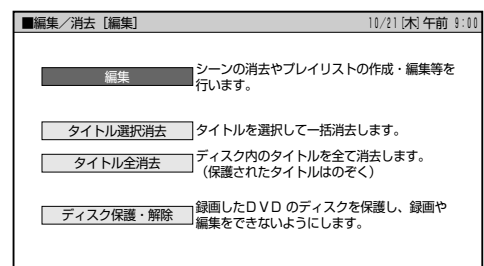 ■編集／消去［編集］ 10/21[木]午前 9:00
編集 シーンの消去やプレイリストの作成・編集等を
行います。
タイトル選択消去 タイトルを選択して一括消去します。
タイトル全消去 ディスク内のタイトルを全て消去します。
（保護されたタイトルはのぞく）
ディスク保護・解除 録画したＤＶＤ のディスクを保護し、録画や
編集をできないようにします。